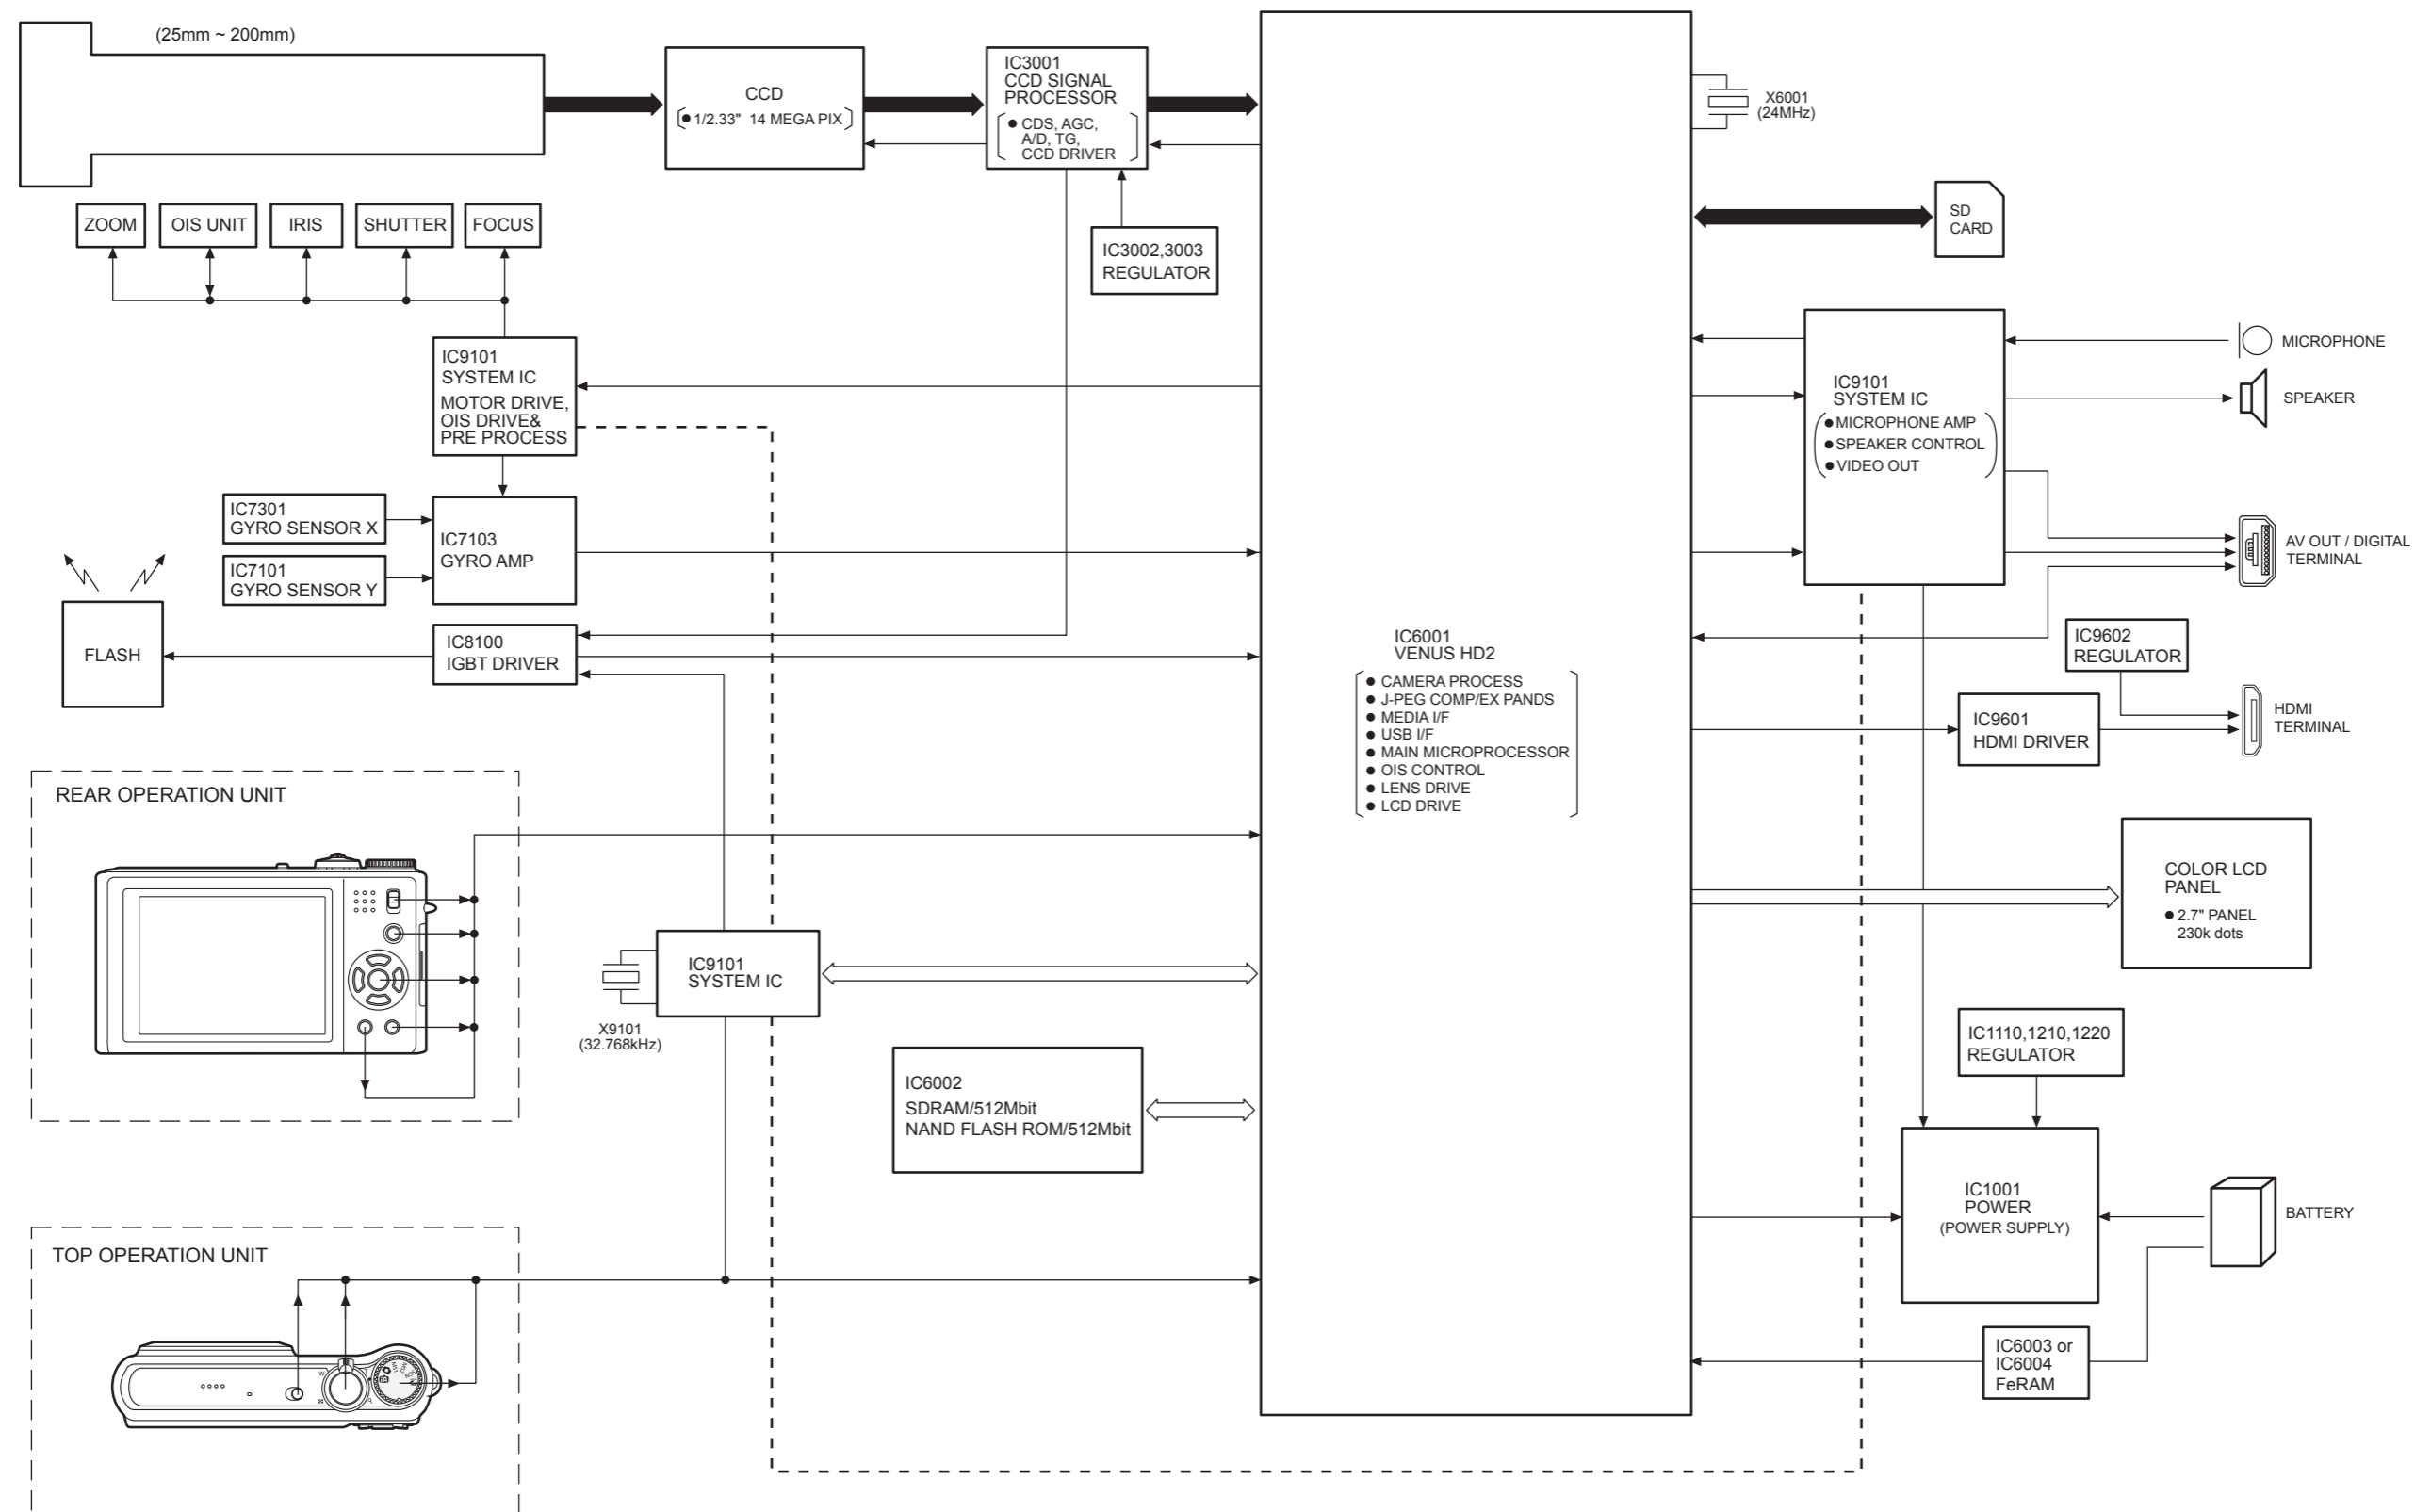 (25mm ~ 200mm)
CCD
● 1/2.33" 14 MEGA PIX
IC3001
CCD SIGNAL
PROCESSOR
● CDS, AGC,
A/D, TG,
CCD DRIVER
X6001
(24MHz)
SD
CARD
ZOOM
OIS UNIT
IRIS
SHUTTER
FOCUS
IC3002,3003
REGULATOR
IC9101
SYSTEM IC
MOTOR DRIVE,
OIS DRIVE&
PRE PROCESS
IC9101
SYSTEM IC
● MICROPHONE AMP
● SPEAKER CONTROL
● VIDEO OUT
MICROPHONE
SPEAKER
IC7301
GYRO SENSOR X
IC7101
GYRO SENSOR Y
IC7103
GYRO AMP
AV OUT / DIGITAL
TERMINAL
FLASH
IC8100
IGBT DRIVER
IC6001
VENUS HD2
● CAMERA PROCESS
● J-PEG COMP/EX PANDS
● MEDIA I/F
● USB I/F
● MAIN MICROPROCESSOR
● OIS CONTROL
● LENS DRIVE
● LCD DRIVE
IC9602
REGULATOR
IC9601
HDMI DRIVER
HDMI
TERMINAL
REAR OPERATION UNIT
COLOR LCD
PANEL
● 2.7" PANEL
230k dots
IC9101
SYSTEM IC
X9101
(32.768kHz)
IC6002
SDRAM/512Mbit
NAND FLASH ROM/512Mbit
IC1110,1210,1220
REGULATOR
IC1001
POWER
(POWER SUPPLY)
BATTERY
TOP OPERATION UNIT
IC6003 or
IC6004
FeRAM